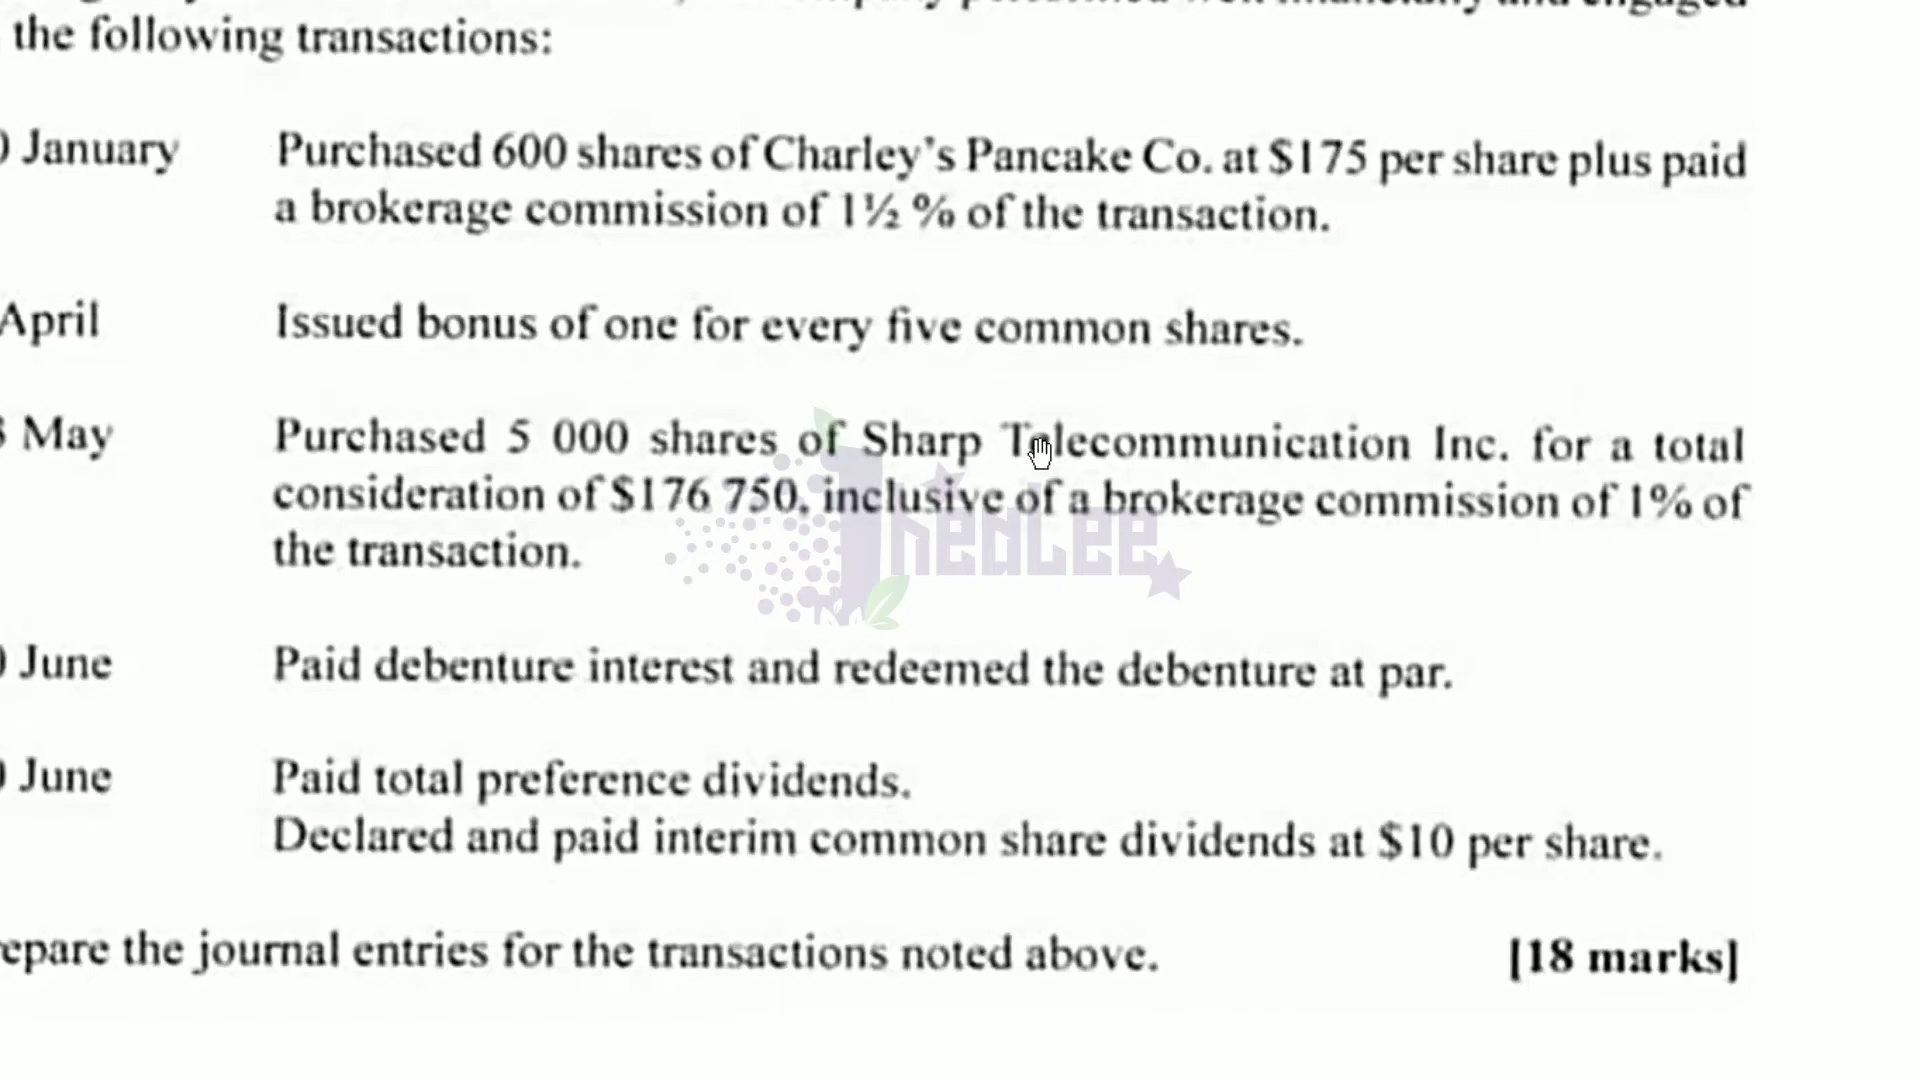 the following transactions:
January Purchased 600 shares of Charley's Pancake Co. at $175 per share plus paid
a brokerage commission of 1½ % of the transaction.
April Issued bonus of one for every five common shares.
May Purchased 5 000 shares of Sharp Telecommunication Inc. for a total
consideration of $176 750, inclusive of a brokerage commission of 1% of
the transaction.
June Paid debenture interest and redeemed the debenture at par.
June Paid total preference dividends.
Declared and paid interim common share dividends at $10 per share.
epare the journal entries for the transactions noted above. [18 marks]